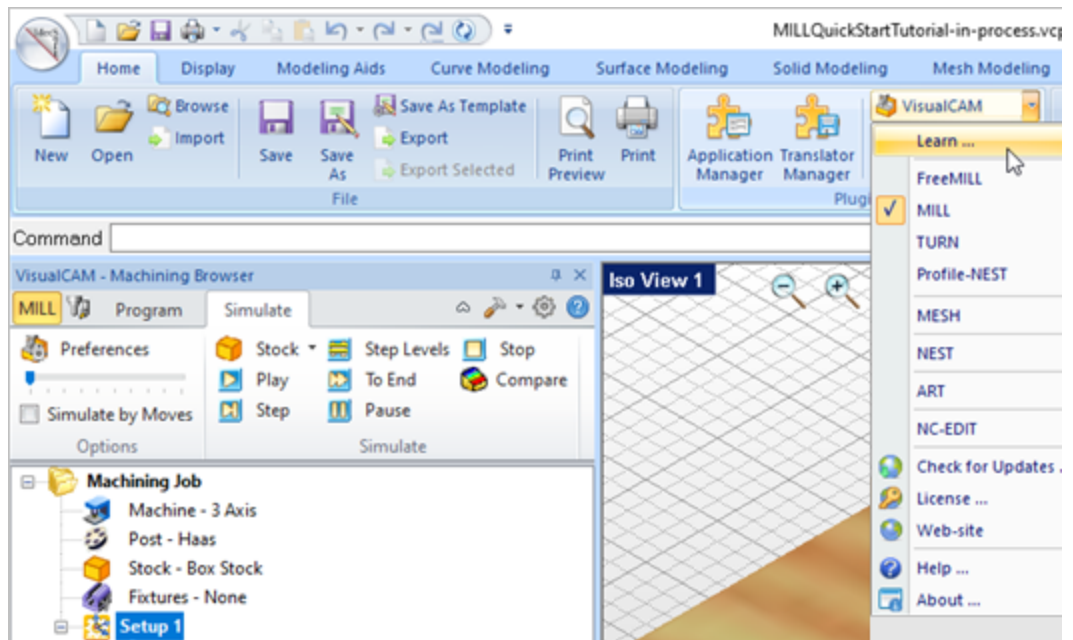 MILLQuickStartTutorial-in-process.vcp
Home Display Modeling Aids Curve Modeling Surface Modeling Solid Modeling Mesh Modeling
New
Open
Browse
Import
Save
Save As
Save As Template
Export
Export Selected
Print Preview
Print
File
Application Manager
Translator Manager
VisualCAM
Learn ...
FreeMILL
MILL
TURN
Profile-NEST
MESH
NEST
ART
NC-EDIT
Check for Updates .
License ...
Web-site
Help ...
About ...
Command
VisualCAM - Machining Browser
MILL Program Simulate
Preferences
Simulate by Moves
Options
Stock Step Levels Stop
Play To End Compare
Step Pause
Simulate
Machining Job
Machine - 3 Axis
Post - Haas
Stock - Box Stock
Fixtures - None
Setup 1
Iso View 1